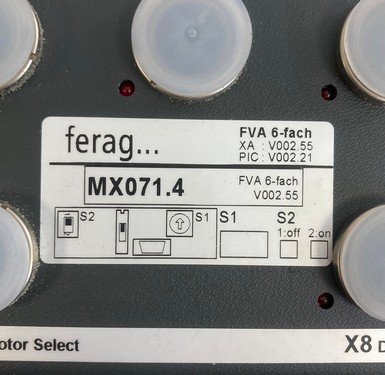 ferag...
FVA 6-fach
XA : V002.55
PIC : V002.21
MX071.4
FVA 6-fach
V002.55
S2
S1
S1
S2
1:off 2.on
otor Select
X8 D